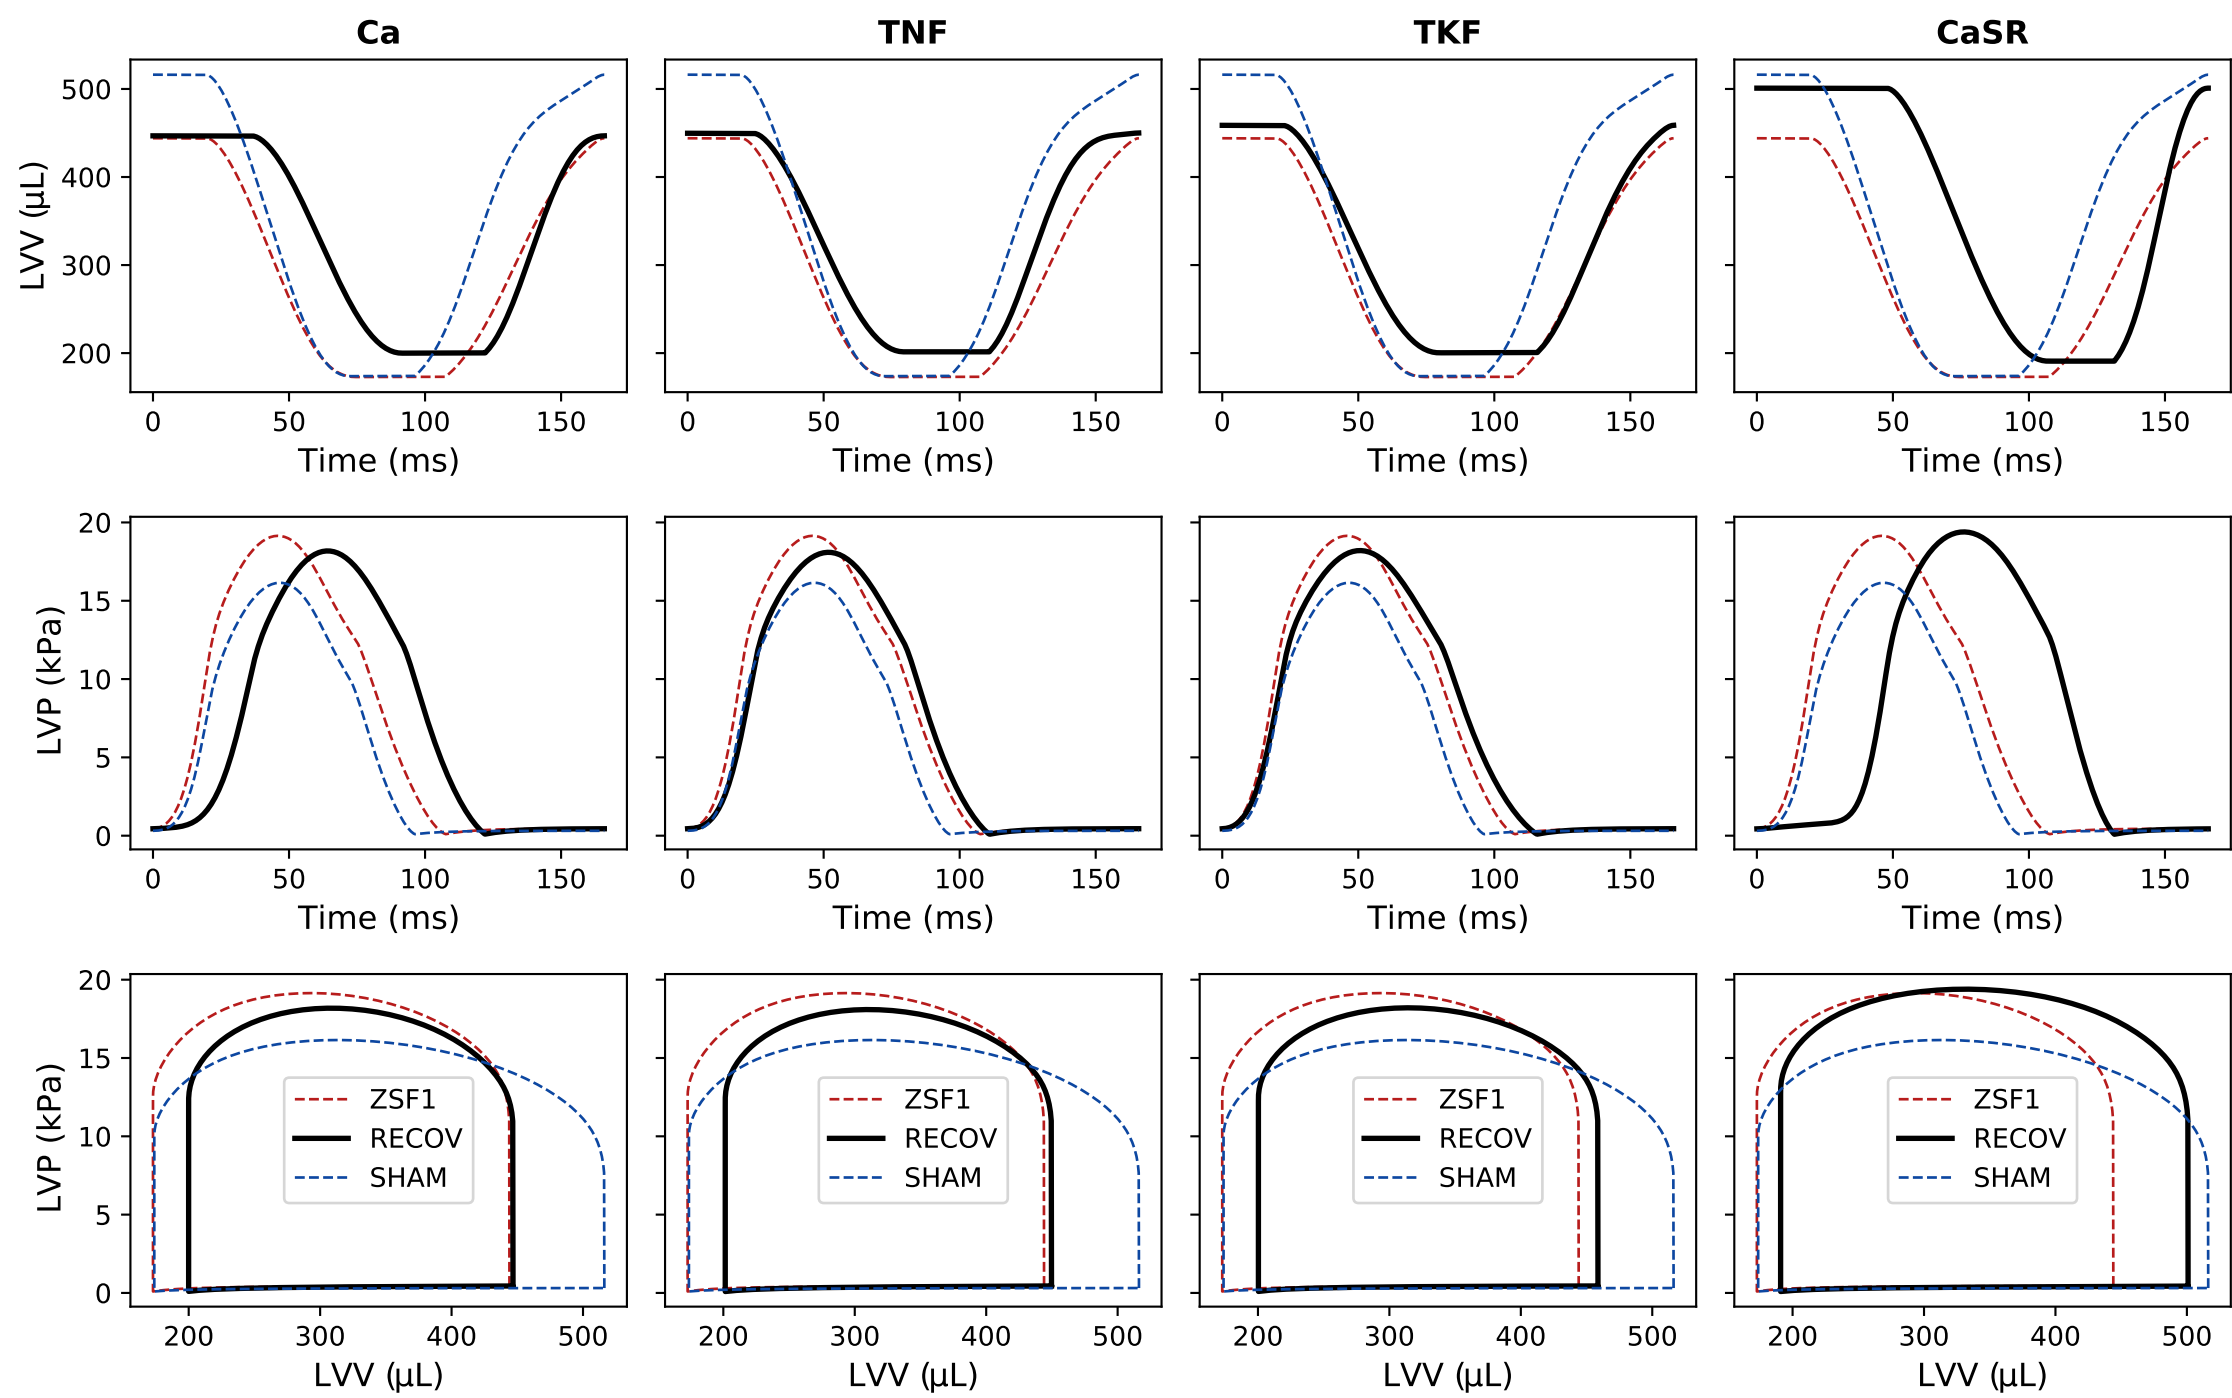 Ca TNF TKF CaSR
LVV (μL)
500
400
300
200
0 50 100 150 0 50 100 150 0 50 100 150 0 50 100 150
Time (ms) Time (ms) Time (ms) Time (ms)
LVP (kPa)
20
15
10
5
0
0 50 100 150 0 50 100 150 0 50 100 150 0 50 100 150
Time (ms) Time (ms) Time (ms) Time (ms)
LVP (kPa)
20
15
10
5
0
ZSF1 ZSF1 ZSF1 ZSF1
RECOV RECOV RECOV RECOV
SHAM SHAM SHAM SHAM
200 300 400 500 200 300 400 500 200 300 400 500 200 300 400 500
LVV (μL) LVV (μL) LVV (μL) LVV (μL)